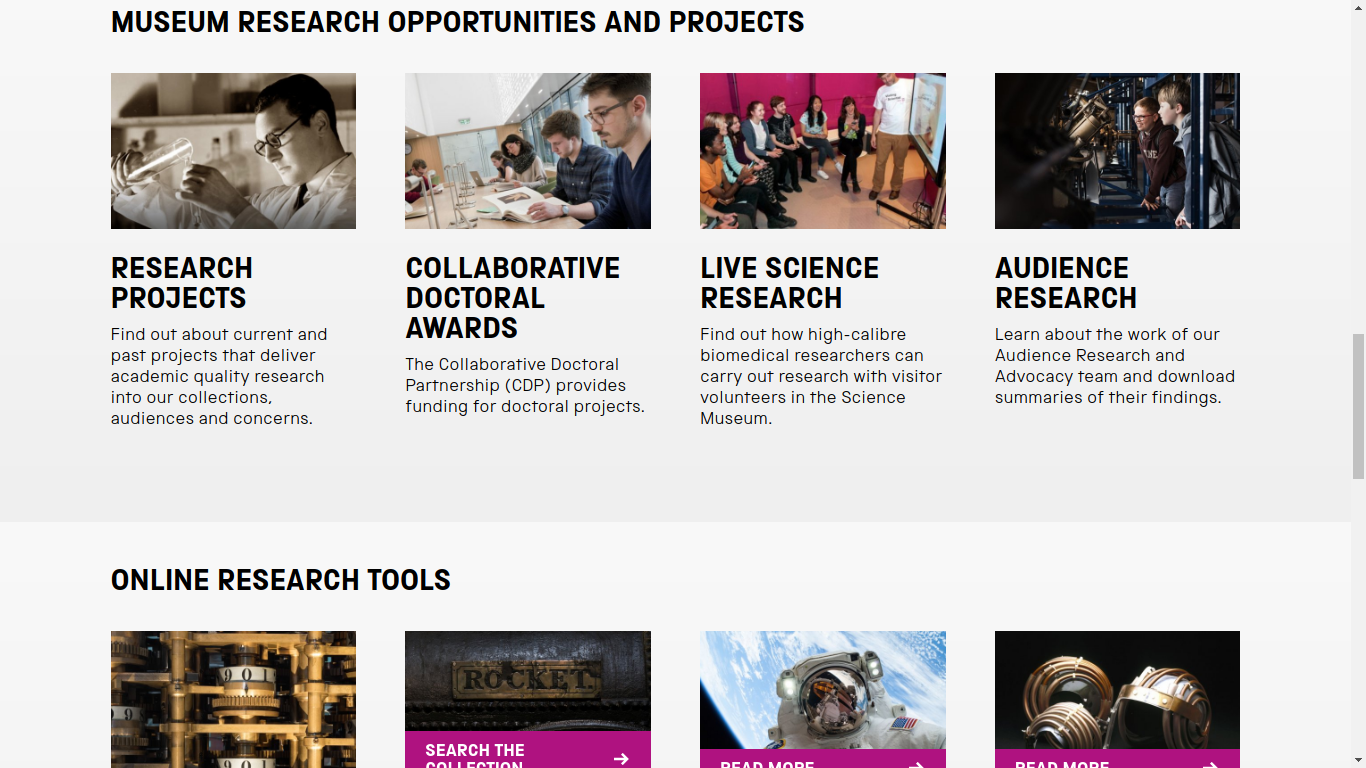 MUSEUM RESEARCH OPPORTUNITIES AND PROJECTS
RESEARCH
PROJECTS
Find out about current and
past projects that deliver
academic quality research
into our collections,
audiences and concerns.
COLLABORATIVE
DOCTORAL
AWARDS
The Collaborative Doctoral
Partnership (CDP) provides
funding for doctoral projects.
LIVE SCIENCE
RESEARCH
Find out how high-calibre
biomedical researchers can
carry out research with visitor
volunteers in the Science
Museum.
AUDIENCE
RESEARCH
Learn about the work of our
Audience Research and
Advocacy team and download
summaries of their findings.
ONLINE RESEARCH TOOLS
ROCKET.
SEARCH THE
COLLECTION
READ MORE
READ MORE